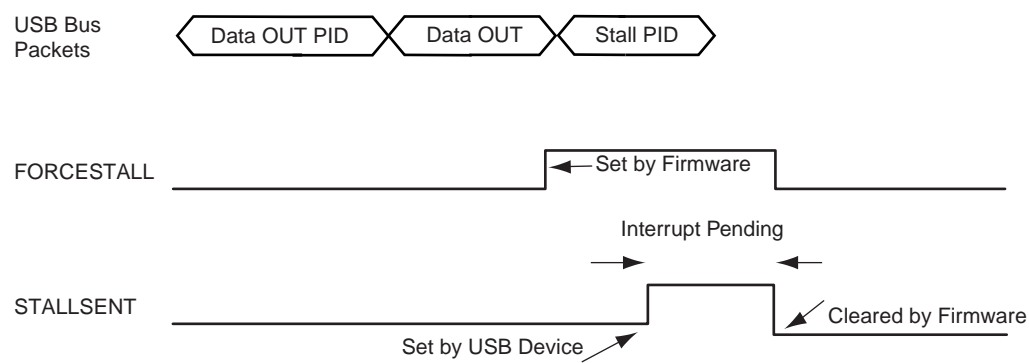 USB Bus
Packets
Data OUT PID
Data OUT
Stall PID
FORCESTALL
Set by Firmware
Interrupt Pending
STALLSENT
Cleared by Firmware
Set by USB Device